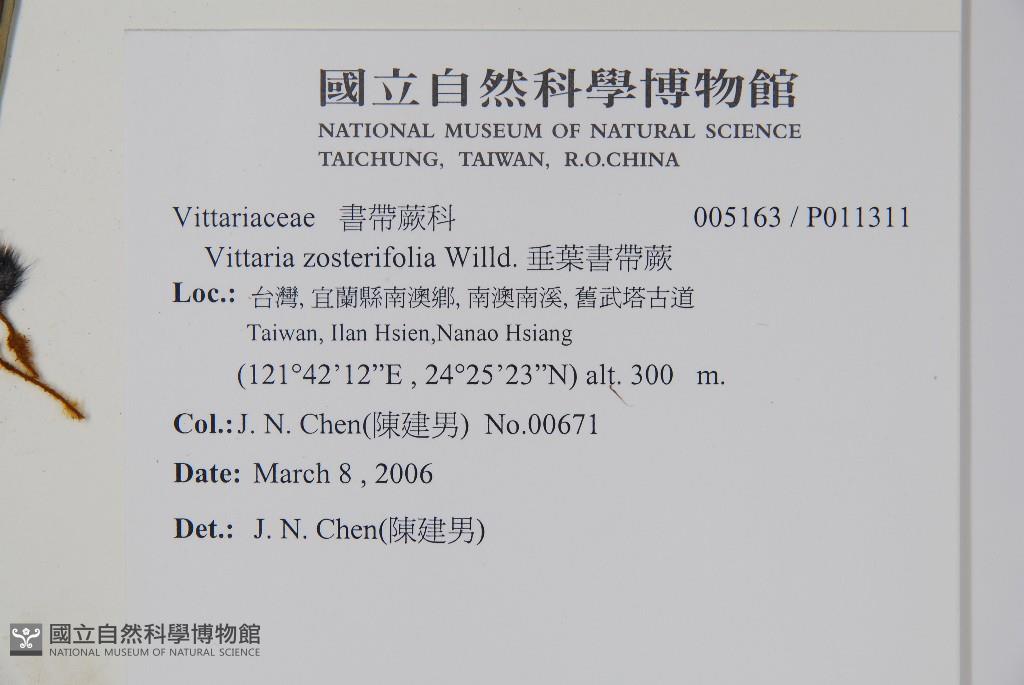 國立自然科學博物館
NATIONAL MUSEUM OF NATURAL SCIENCE
TAICHUNG, TAIWAN, R.O.CHINA
Vittariaceae 書帶蕨科 005163 / P011311
Vittaria zosterifolia Willd. 垂葉書帶蕨
Loc.: 台灣, 宜蘭縣南澳鄉, 南澳南溪, 舊武塔古道
Taiwan, Ilan Hsien,Nanao Hsiang
(121°42’12”E , 24°25’23”N) alt. 300 m.
Col.: J. N. Chen(陳建男) No.00671
Date: March 8 , 2006
Det.: J. N. Chen(陳建男)
國立自然科學博物館
NATIONAL MUSEUM OF NATURAL SCIENCE